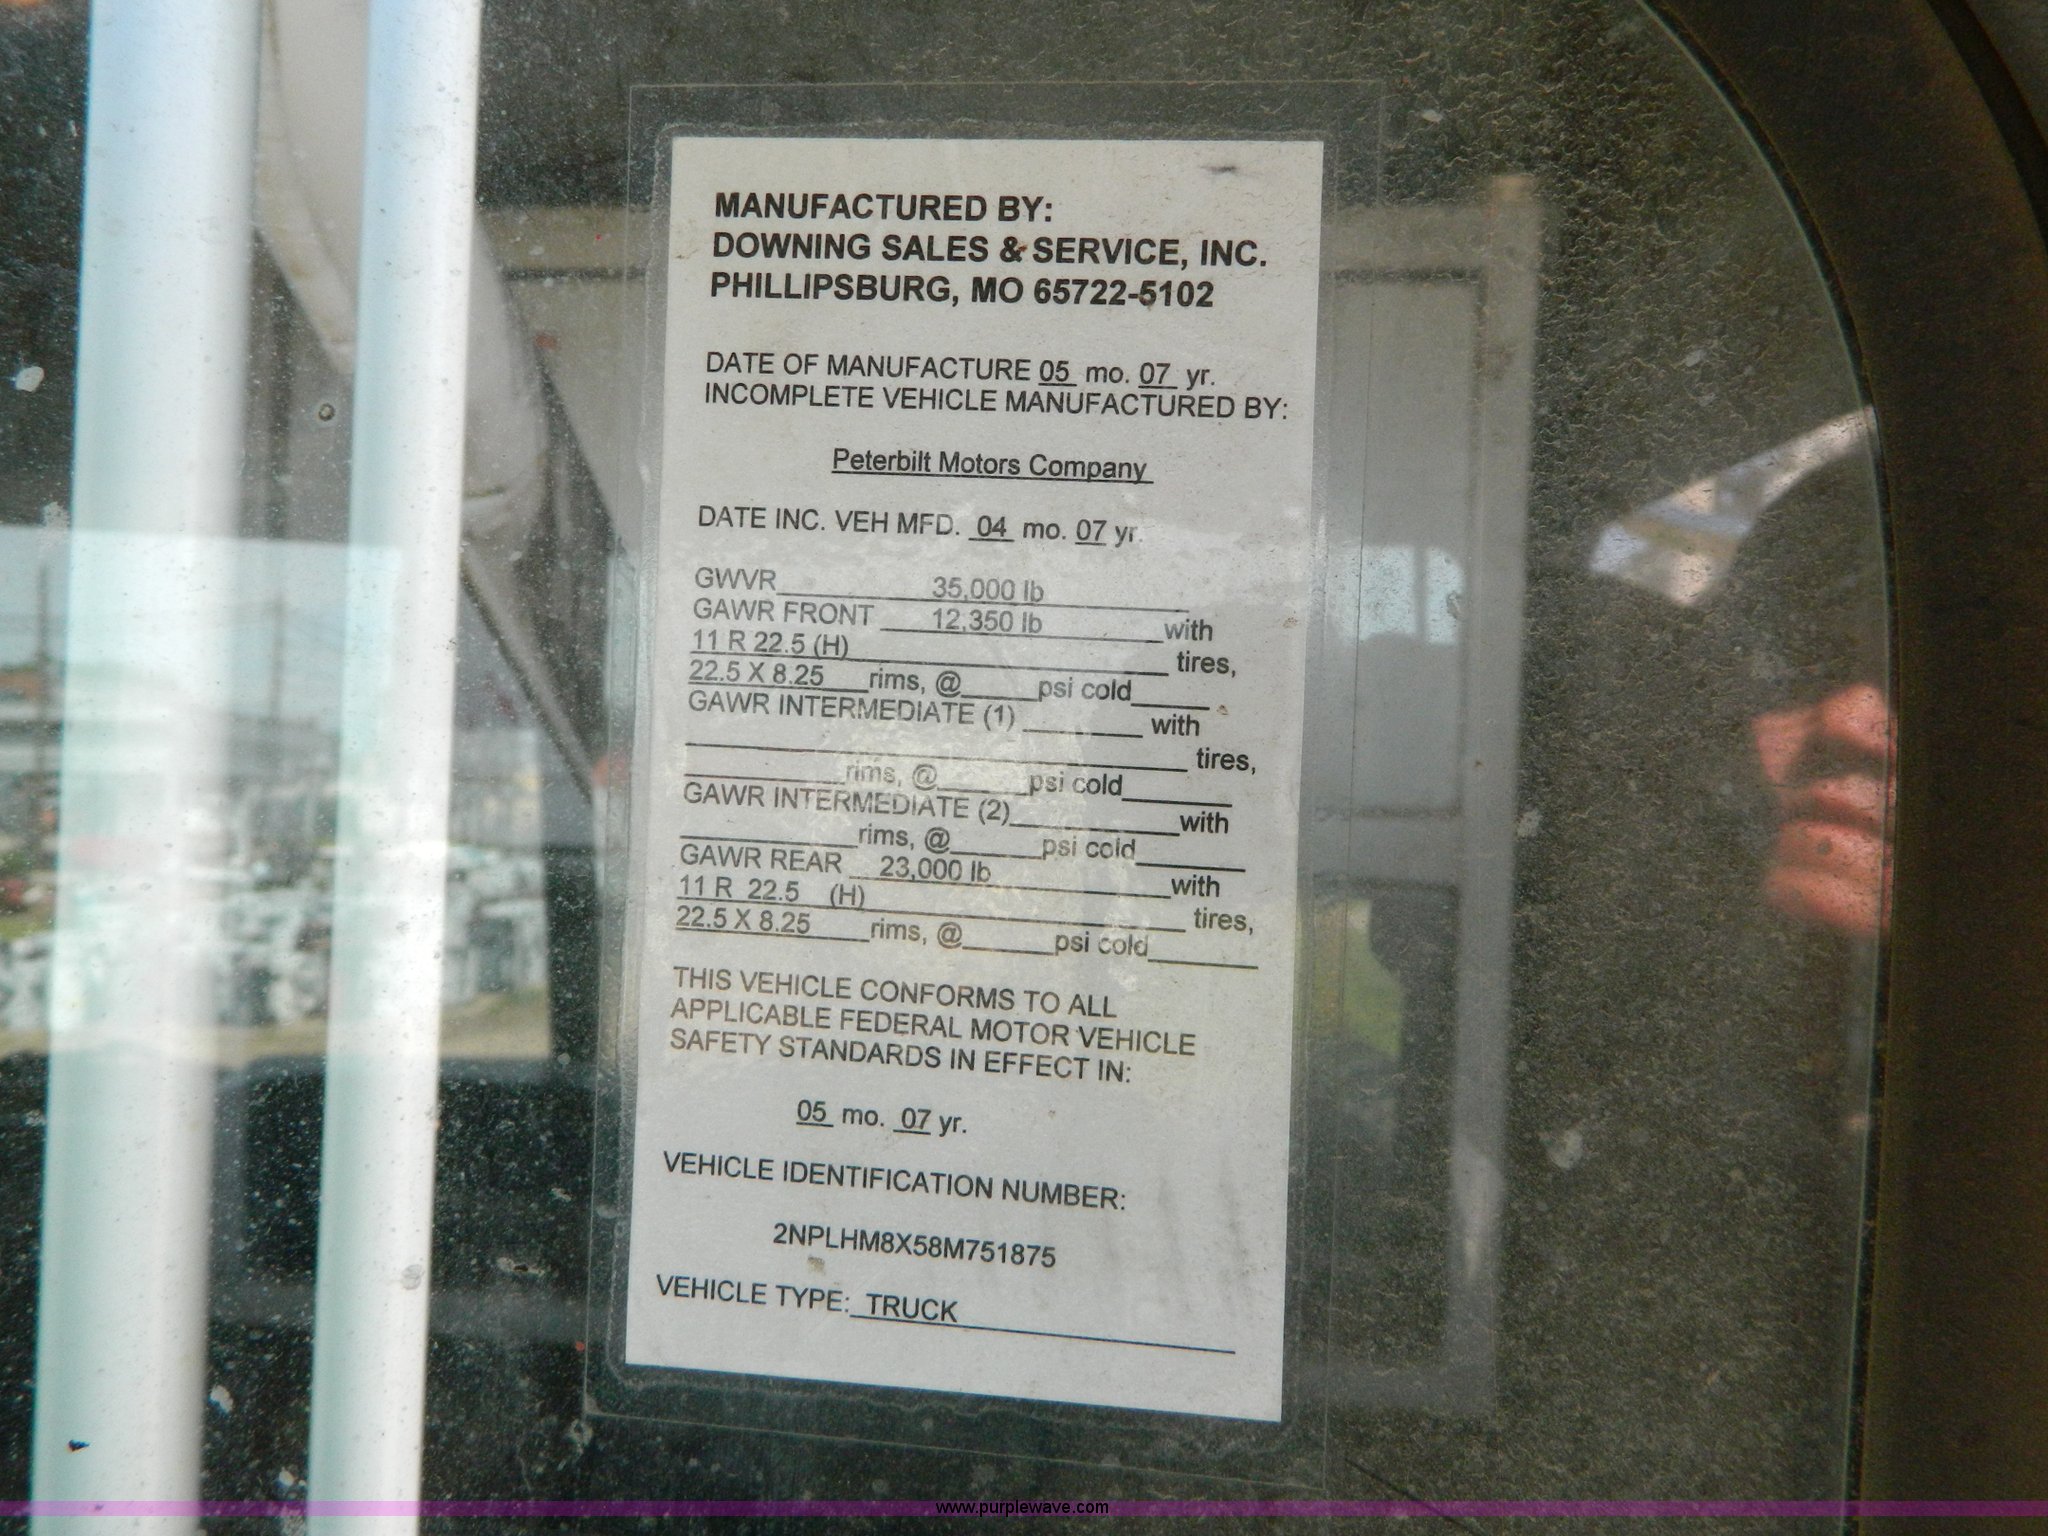 MANUFACTURED BY:
DOWNING SALES & SERVICE, INC.
PHILLIPSBURG, MO 65722-5102
DATE OF MANUFACTURE 05 mo. 07 yr.
INCOMPLETE VEHICLE MANUFACTURED BY:
Peterbilt Motors Company
DATE INC. VEH MFD. 04 mo. 07 yr.
GWVR 35,000 lb
GAWR FRONT 12,350 lb with
11 R 22.5 (H) tires,
22.5 X 8.25 rims, @ psi cold
GAWR INTERMEDIATE (1) with
tires,
rims, @ psi cold
GAWR INTERMEDIATE (2) with
rims, @ psi cold
GAWR REAR 23,000 lb with
11 R 22.5 (H) tires,
22.5 X 8.25 rims, @ psi cold
THIS VEHICLE CONFORMS TO ALL
APPLICABLE FEDERAL MOTOR VEHICLE
SAFETY STANDARDS IN EFFECT IN:
05 mo. 07 yr.
VEHICLE IDENTIFICATION NUMBER:
2NPLHM8X58M751875
VEHICLE TYPE: TRUCK
www.purplewave.com